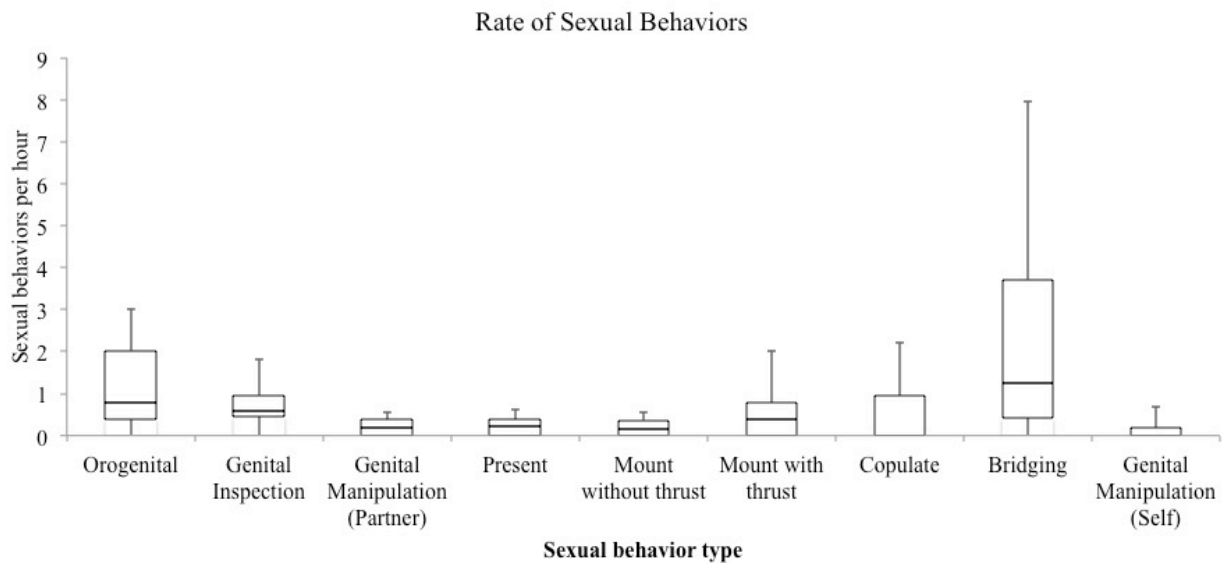 Rate of Sexual Behaviors
Sexual behaviors per hour
9
8
7
6
5
4
3
2
1
0
Orogenital
Genital
Inspection
Genital
Manipulation
(Partner)
Present
Mount
without thrust
Mount with
thrust
Copulate
Bridging
Genital
Manipulation
(Self)
Sexual behavior type